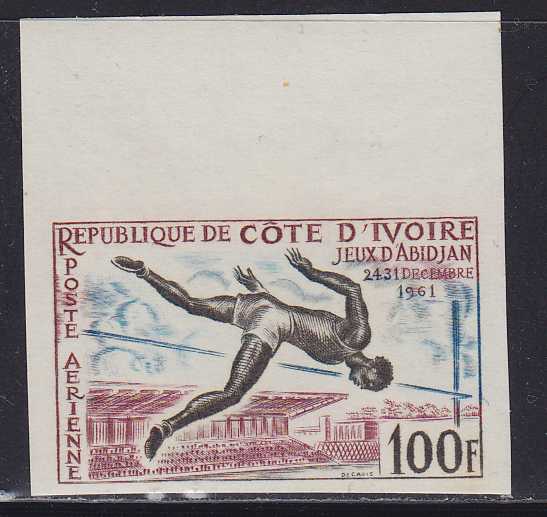 REPUBLIQUE DE CÔTE D'IVOIRE
JEUX D'ABIDJAN
24-31 DECEMBRE
1961
POSTE AERIENNE
DECARIS
100F